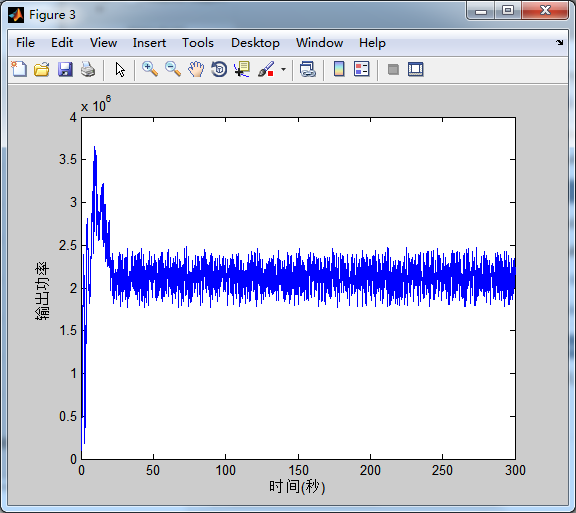 Figure 3
File Edit View Insert Tools Desktop Window Help
x 10^6
4
3.5
3
2.5
2
1.5
1
0.5
0
输出功率
0 50 100 150 200 250 300
时间(秒)